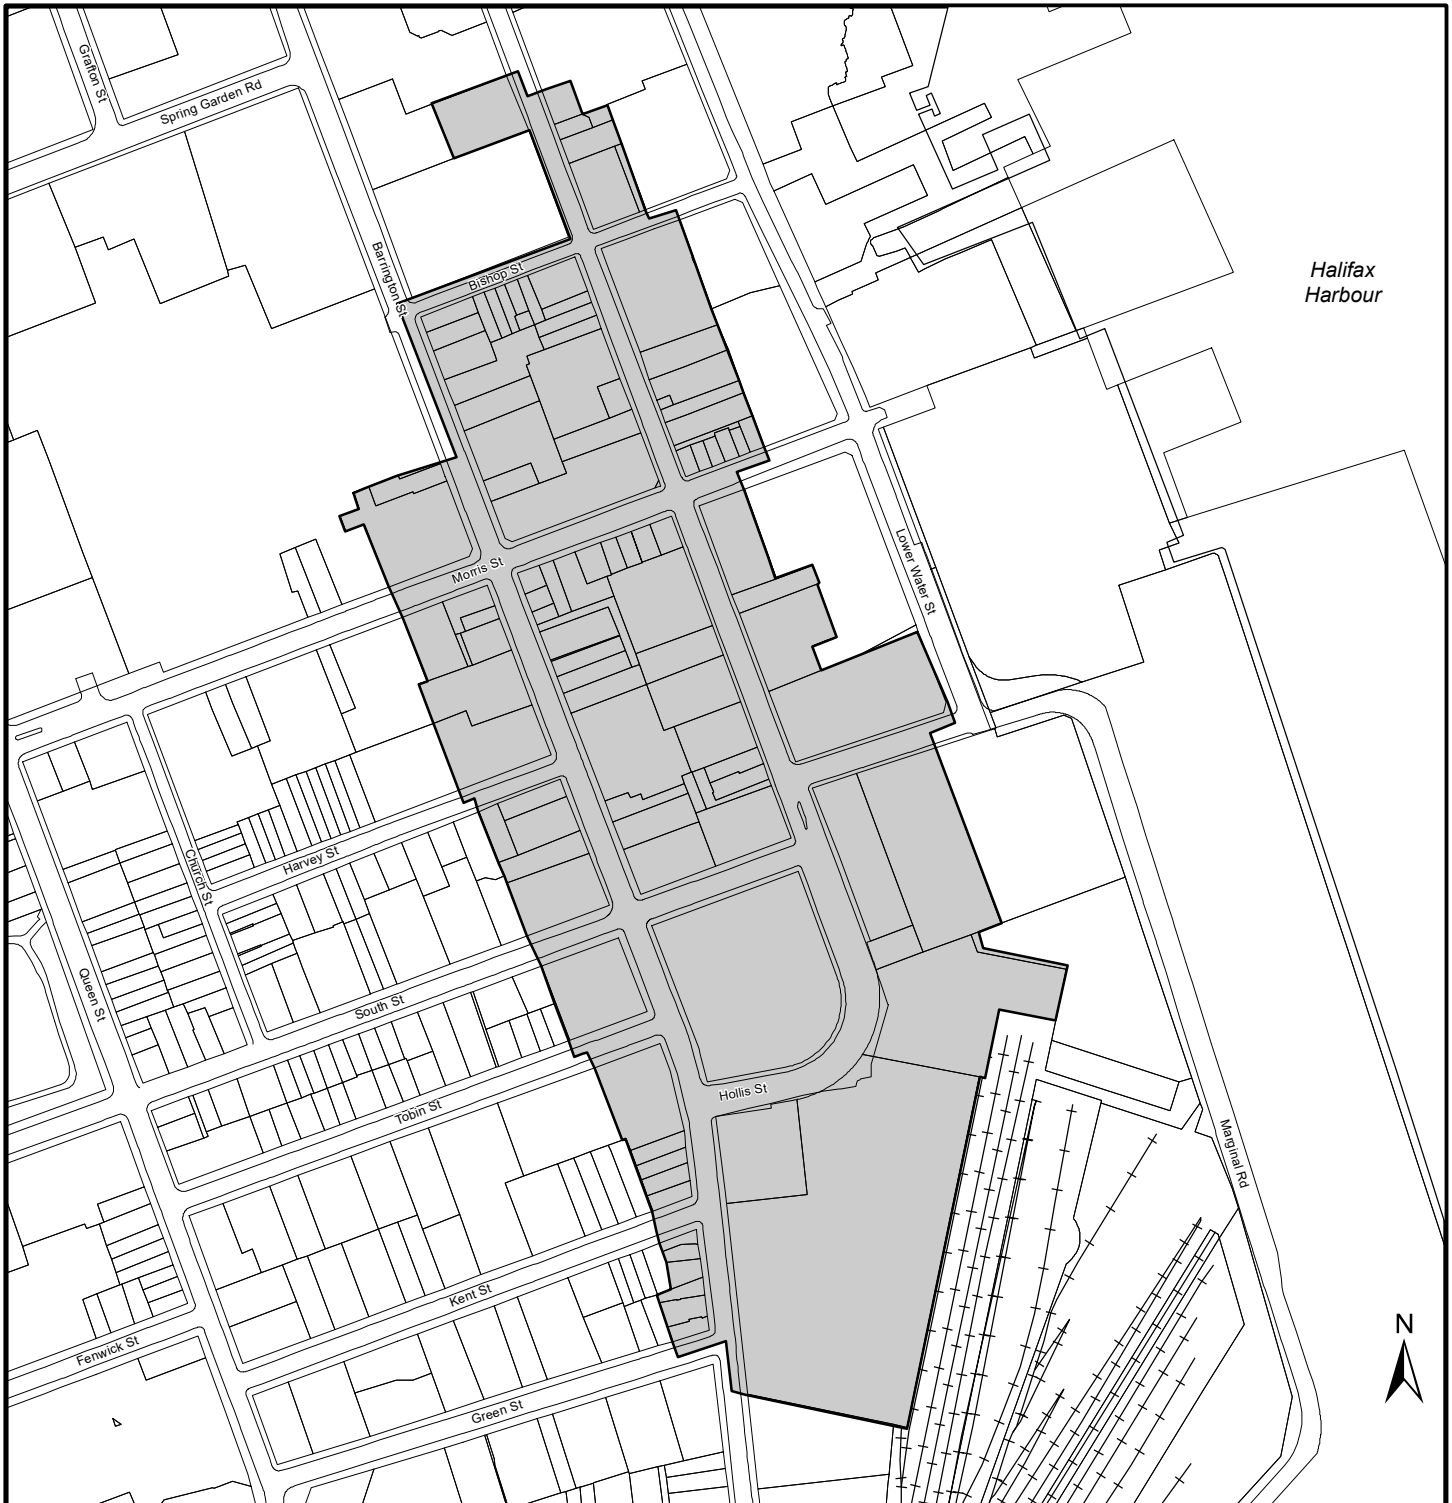 Grafton St
Spring Garden Rd
Barrington St
Bishop St
Halifax
Harbour
Morris St
Lower Water St
Harvey St
Church St
Queen St
South St
Hollis St
Tobin St
Marginal Rd
Kent St
Fenwick St
Green St
N